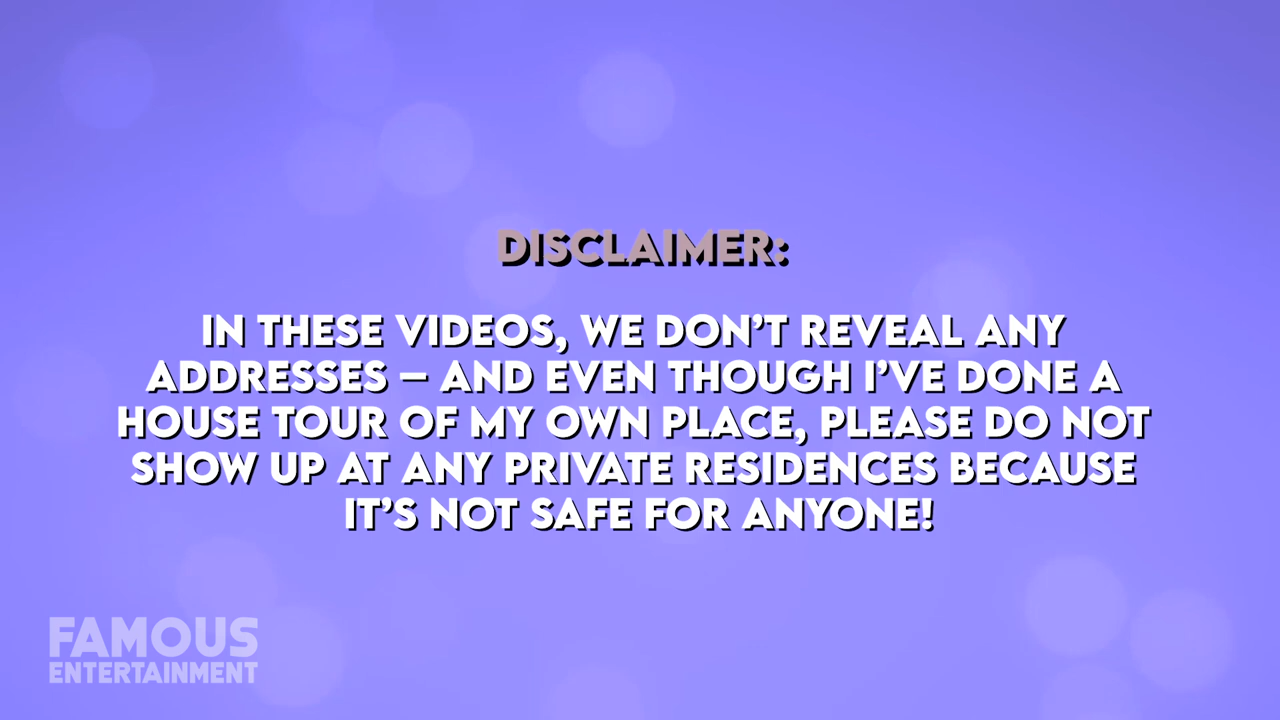 DISCLAIMER:
IN THESE VIDEOS, WE DON'T REVEAL ANY
ADDRESSES – AND EVEN THOUGH I'VE DONE A
HOUSE TOUR OF MY OWN PLACE, PLEASE DO NOT
SHOW UP AT ANY PRIVATE RESIDENCES BECAUSE
IT'S NOT SAFE FOR ANYONE!
FAMOUS
ENTERTAINMENT